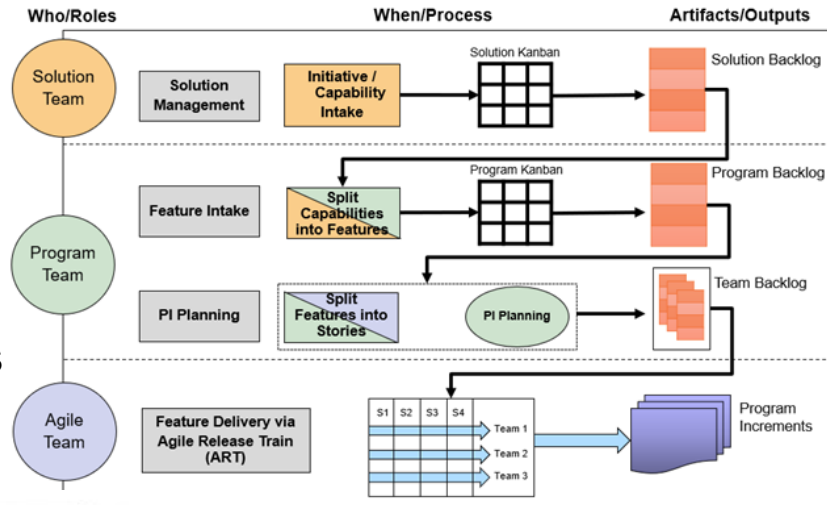 Who/Roles
When/Process
Artifacts/Outputs
Solution
Team
Solution
Management
Initiative /
Capability
Intake
Solution Kanban
Solution Backlog
Program
Team
Feature Intake
Split
Capabilities
into Features
Program Kanban
Program Backlog
PI Planning
Split
Features into
Stories
PI Planning
Team Backlog
Agile
Team
Feature Delivery via
Agile Release Train
(ART)
S1 S2 S3 S4
Team 1
Team 2
Team 3
Program
Increments